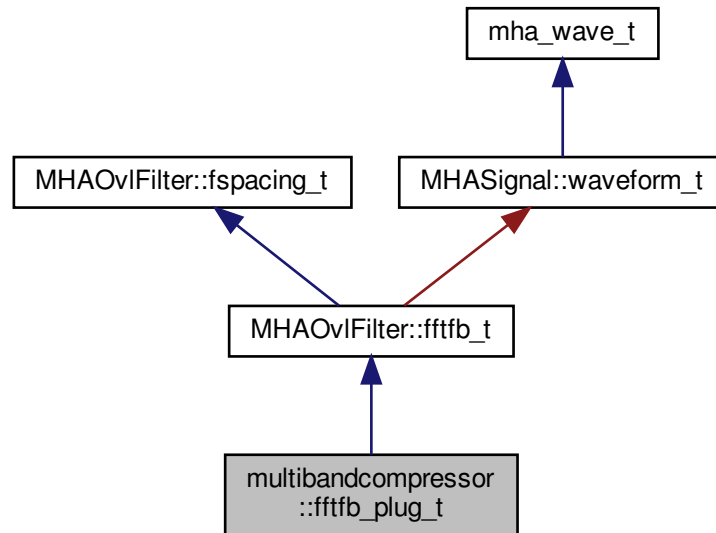 mha_wave_t
MHAOvlFilter::fspacing_t
MHASignal::waveform_t
MHAOvlFilter::fftfb_t
multibandcompressor
::fftfb_plug_t